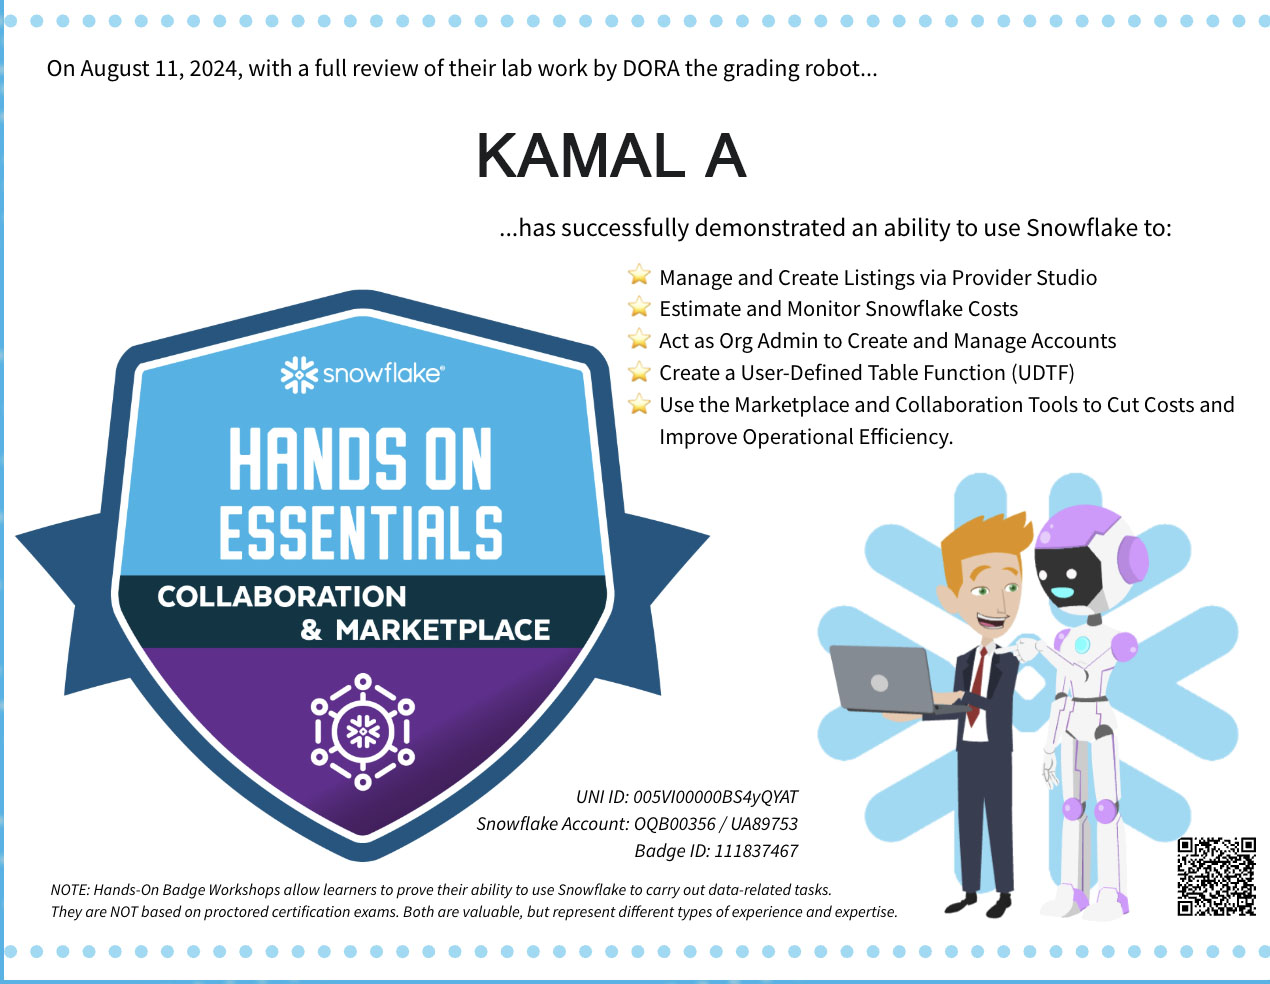 On August 11, 2024, with a full review of their lab work by DORA the grading robot...
KAMAL A
...has successfully demonstrated an ability to use Snowflake to:
Manage and Create Listings via Provider Studio
Estimate and Monitor Snowflake Costs
Act as Org Admin to Create and Manage Accounts
Create a User-Defined Table Function (UDTF)
Use the Marketplace and Collaboration Tools to Cut Costs and
Improve Operational Efficiency.
snowflake®
HANDS ON
ESSENTIALS
COLLABORATION
& MARKETPLACE
UNI ID: 005VI00000BS4yQYAT
Snowflake Account: OQB00356 / UA89753
Badge ID: 111837467
NOTE: Hands-On Badge Workshops allow learners to prove their ability to use Snowflake to carry out data-related tasks.
They are NOT based on proctored certification exams. Both are valuable, but represent different types of experience and expertise.